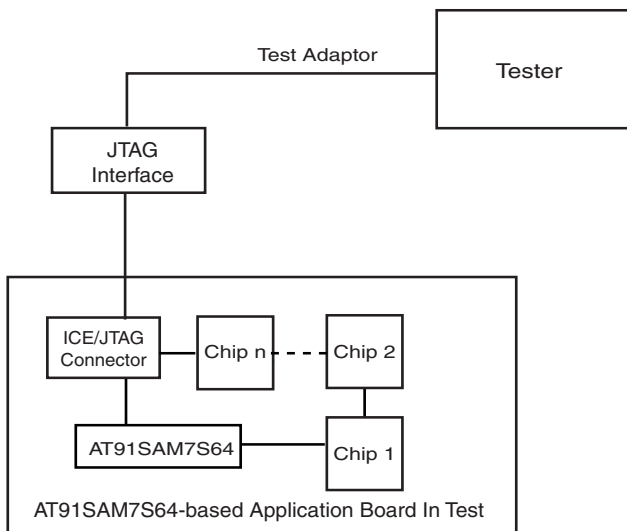 Test Adaptor
Tester
JTAG
Interface
ICE/JTAG
Connector
Chip n
Chip 2
AT91SAM7S64
Chip 1
AT91SAM7S64-based Application Board In Test